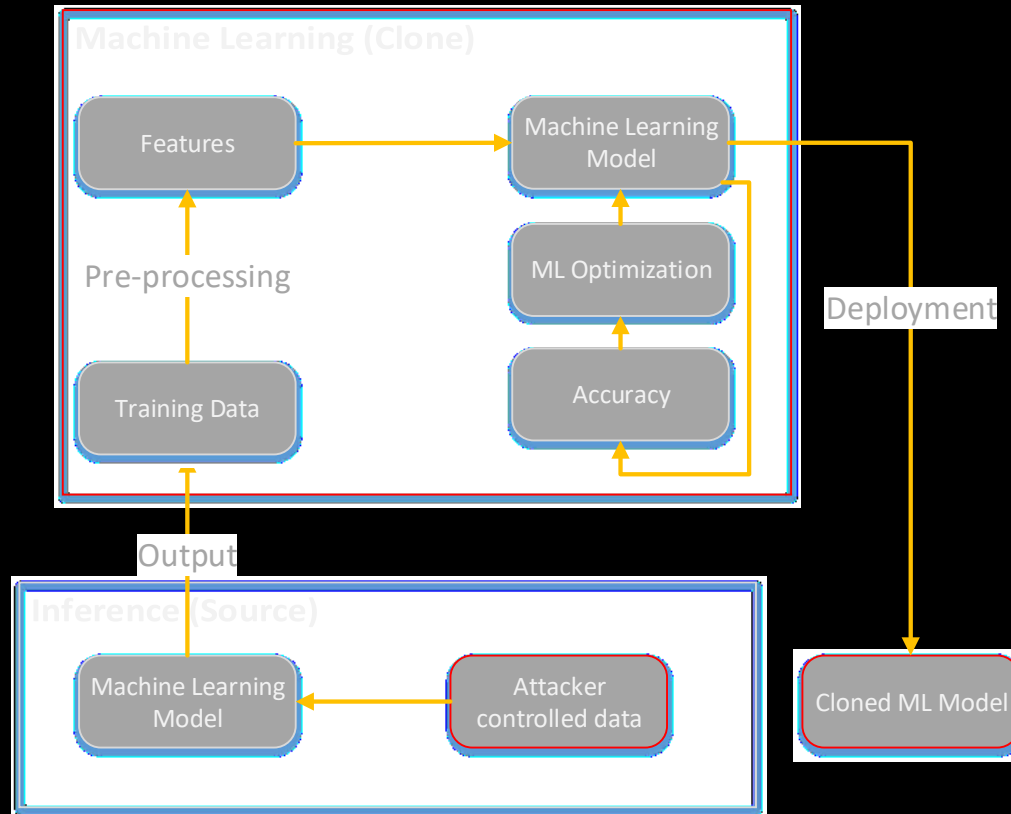 Machine Learning (Clone)
Features
Machine Learning
Model
Pre-processing
ML Optimization
Deployment
Training Data
Accuracy
Output
Inference (Source)
Machine Learning
Model
Attacker
controlled data
Cloned ML Model